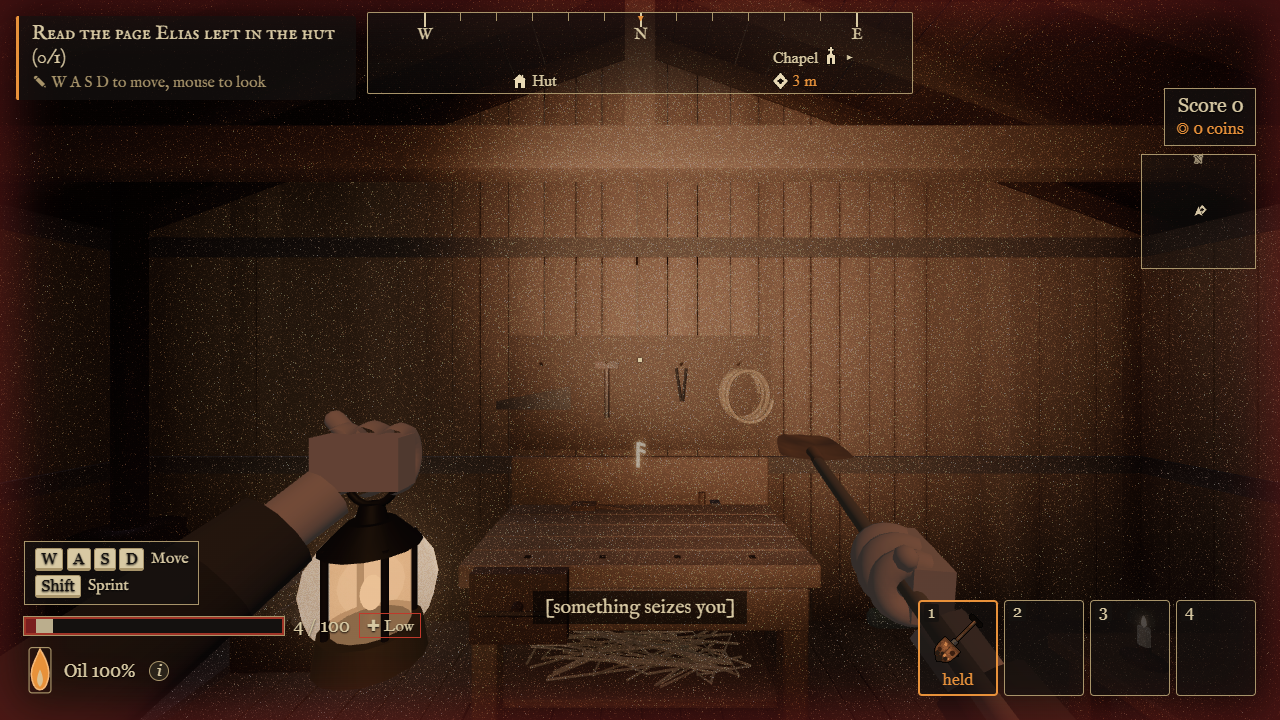 Read the page Elias left in the hut
(0/1)
W A S D to move, mouse to look
W N E
Chapel
Hut
3 m
Score 0
0 coins
W A S D Move
Shift Sprint
[something seizes you]
4/100
Low
Oil 100%
i
1 2 3 4
held